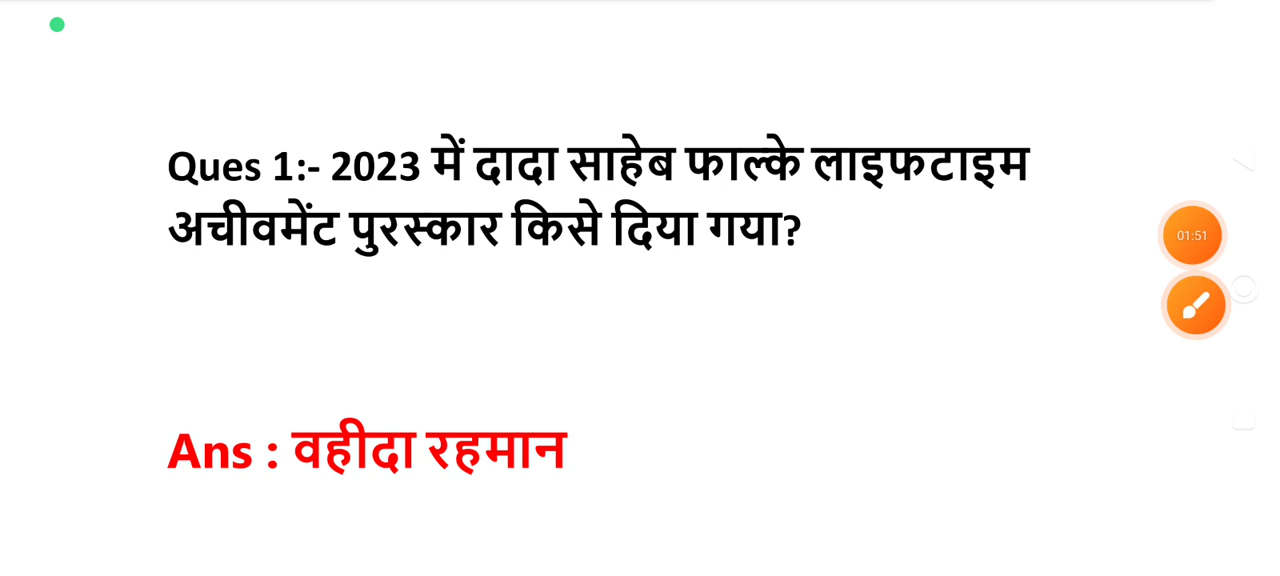 Ques 1:- 2023 में दादा साहेब फाल्के लाइफटाइम
अचीवमेंट पुरस्कार किसे दिया गया?
01:51
Ans : वहीदा रहमान